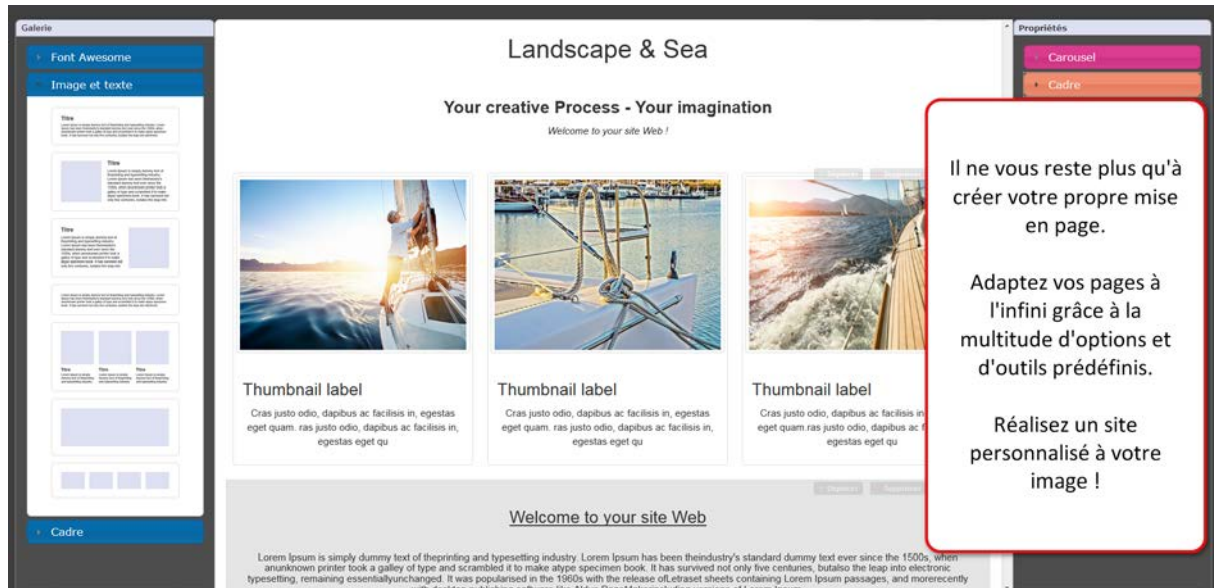 Galerie
Propriétés
Font Awesome
Image et texte
Titre
Titre
Titre
Titre
Titre
Titre
Cadre
Landscape & Sea
Your creative Process - Your imagination
Welcome to your site Web !
Thumbnail label
Cras justo odio, dapibus ac facilisis in, egestas
eget quam. ras justo odio, dapibus ac facilisis in,
egestas eget qu
Thumbnail label
Cras justo odio, dapibus ac facilisis in, egestas
eget quam. ras justo odio, dapibus ac facilisis in,
egestas eget qu
Thumbnail label
Cras justo odio, dapibus ac facilisis in
eget quam.ras justo odio, dapibus ac f
egestas eget qu
Welcome to your site Web
Lorem Ipsum is simply dummy text of theprinting and typesetting industry. Lorem Ipsum has been theindustry's standard dummy text ever since the 1500s, when
anunknown printer took a galley of type and scrambled it to make atype specimen book. It has survived not only five centuries, butalso the leap into electronic
typesetting, remaining essentiallyunchanged. It was popularised in the 1960s with the release ofLetraset sheets containing Lorem Ipsum passages, and morerecently
Carousel
Cadre
Il ne vous reste plus qu'à
créer votre propre mise
en page.
Adaptez vos pages à
l'infini grâce à la
multitude d'options et
d'outils prédéfinis.
Réalisez un site
personnalisé à votre
image !